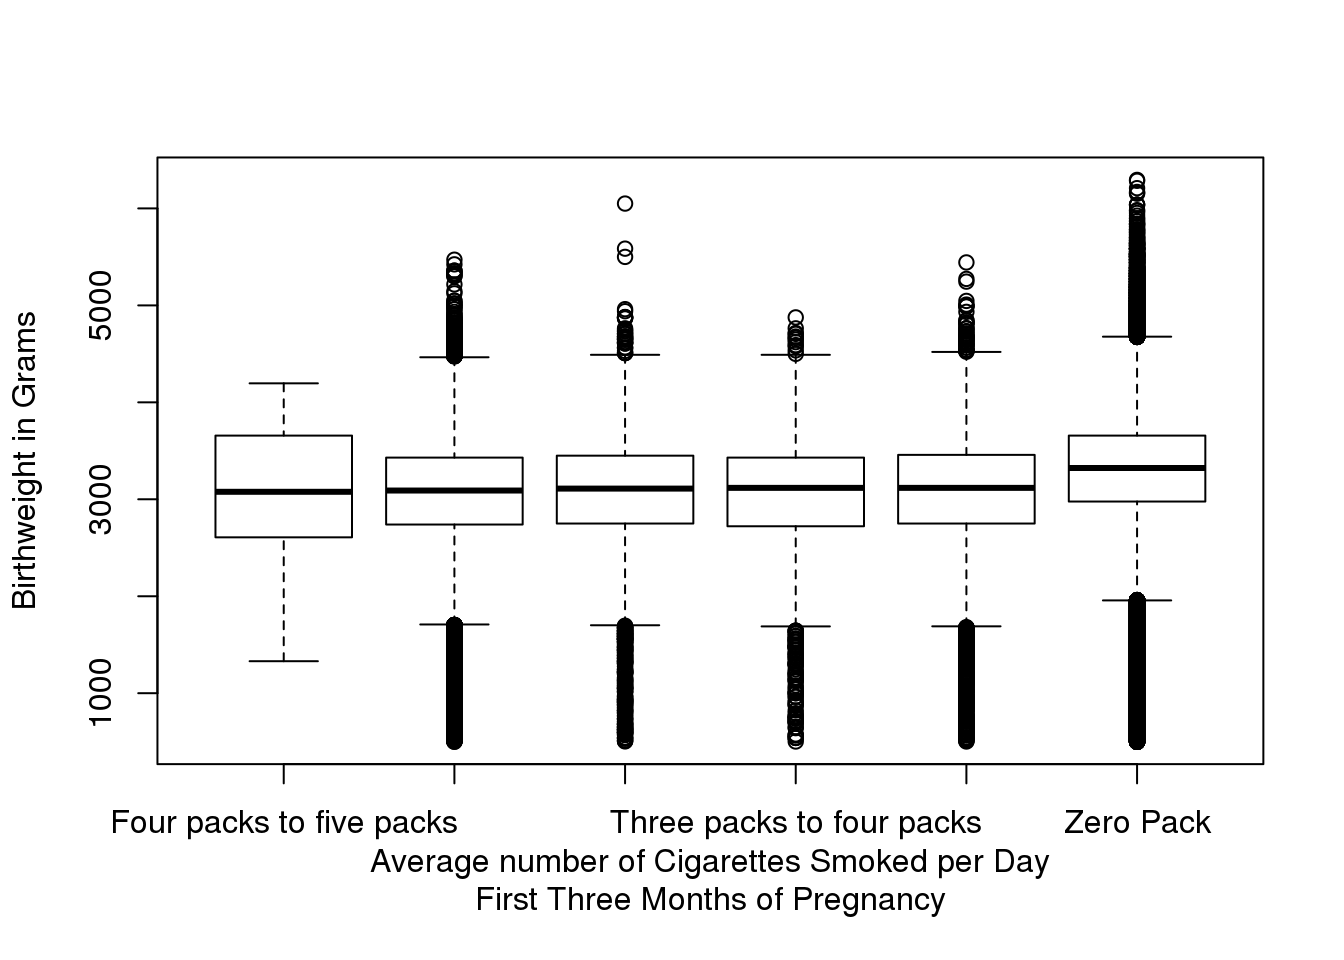 Birthweight in Grams
5000
3000
1000
Four packs to five packs
Three packs to four packs
Zero Pack
Average number of Cigarettes Smoked per Day
First Three Months of Pregnancy